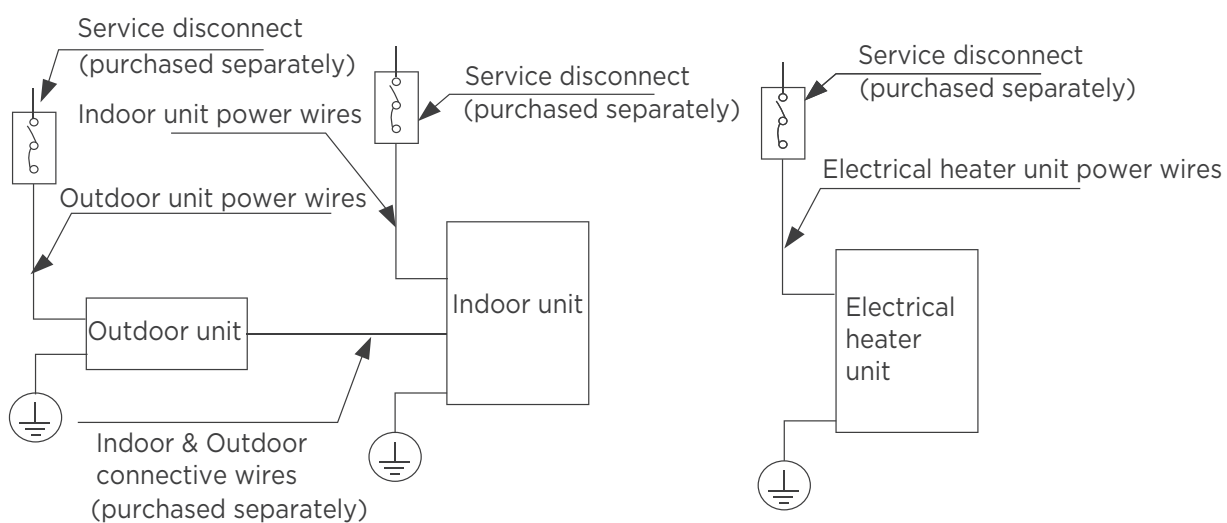 Service disconnect
(purchased separately)
Indoor unit power wires
Outdoor unit power wires
Outdoor unit
Indoor & Outdoor
connective wires
(purchased separately)
Service disconnect
(purchased separately)
Indoor unit
Service disconnect
(purchased separately)
Electrical heater unit power wires
Electrical
heater
unit